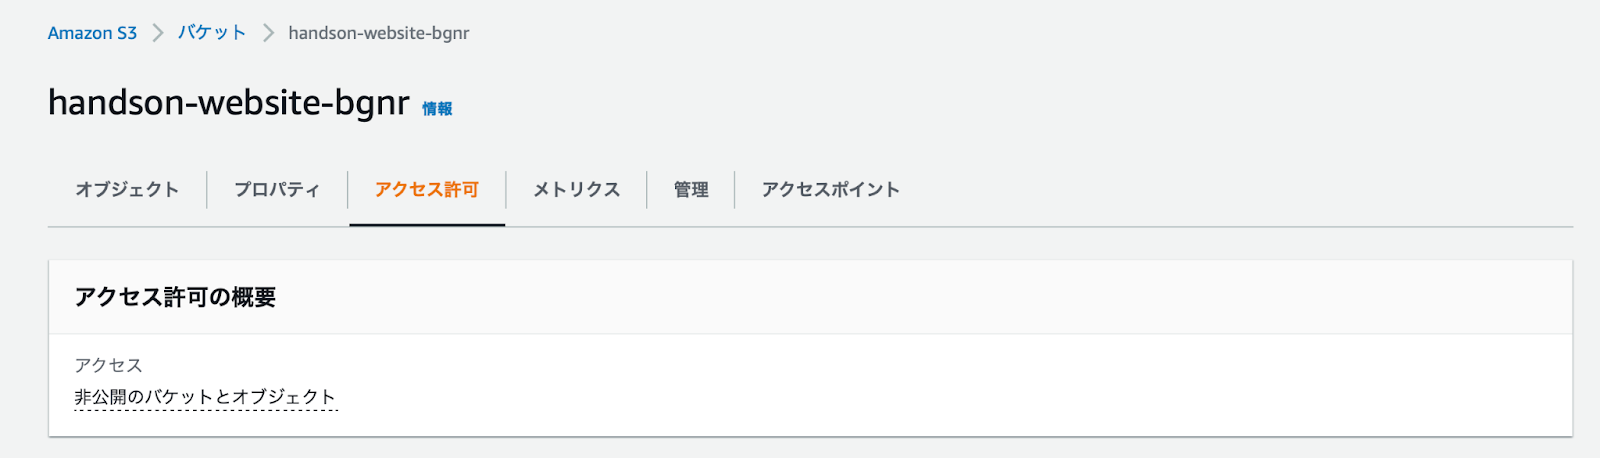 Amazon S3 > バケット > handson-website-bgnr
handson-website-bgnr 情報
オブジェクト プロパティ アクセス許可 メトリクス 管理 アクセスポイント
アクセス許可の概要
アクセス
非公開のバケットとオブジェクト